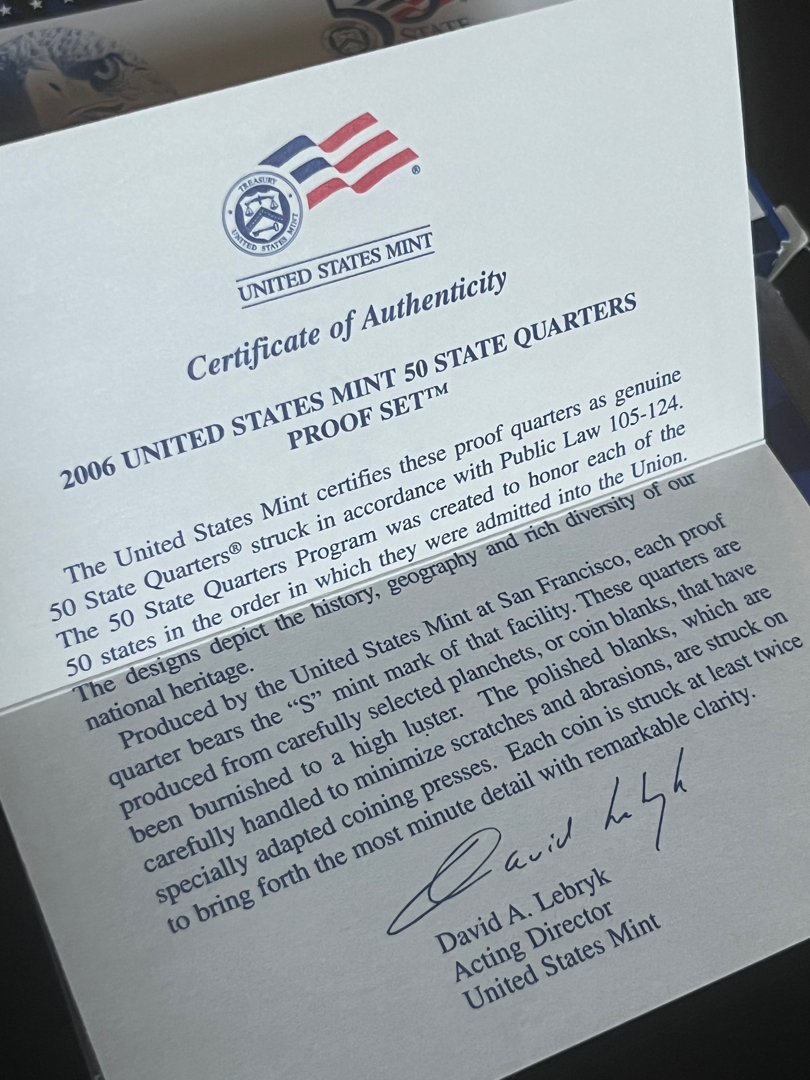 STATE
TREASURY
UNITED STATES MINT
®
UNITED STATES MINT
Certificate of Authenticity
2006 UNITED STATES MINT 50 STATE QUARTERS
PROOF SET™
The United States Mint certifies these proof quarters as genuine
50 State Quarters® struck in accordance with Public Law 105-124.
The 50 State Quarters Program was created to honor each of the
50 states in the order in which they were admitted into the Union.
The designs depict the history, geography and rich diversity of our
national heritage.
Produced by the United States Mint at San Francisco, each proof
quarter bears the “S” mint mark of that facility. These quarters are
produced from carefully selected planchets, or coin blanks, that have
been burnished to a high luster. The polished blanks, which are
carefully handled to minimize scratches and abrasions, are struck on
specially adapted coining presses. Each coin is struck at least twice
to bring forth the most minute detail with remarkable clarity.
David Lebryk
David A. Lebryk
Acting Director
United States Mint